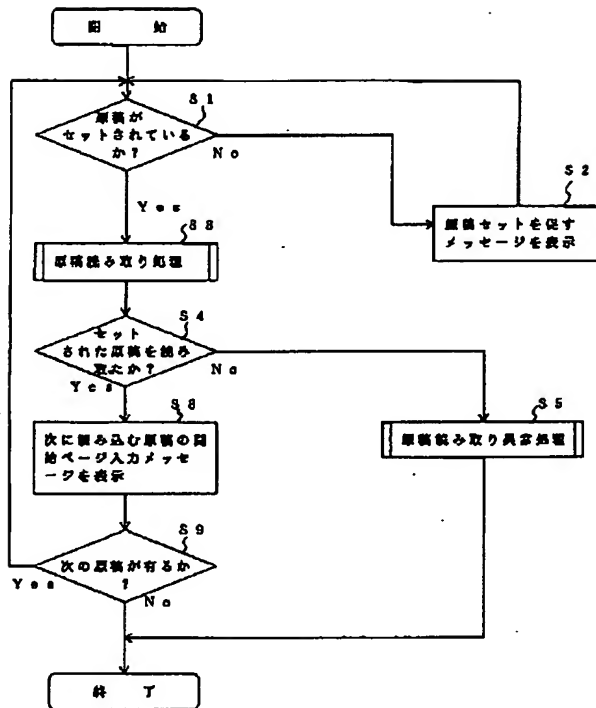 開 始
S1
原稿が
セットされている
か?
No
Yes
S2
原稿セットを促す
メッセージを表示
S3
原稿読み取り処理
S4
セット
された原稿を読み
取たか?
No
Yes
S5
原稿読み取り異常処理
S8
次に読み込む原稿の開
始ページ入力メッセ
ージを表示
S9
次の原稿が有るか
?
Yes
No
終 了